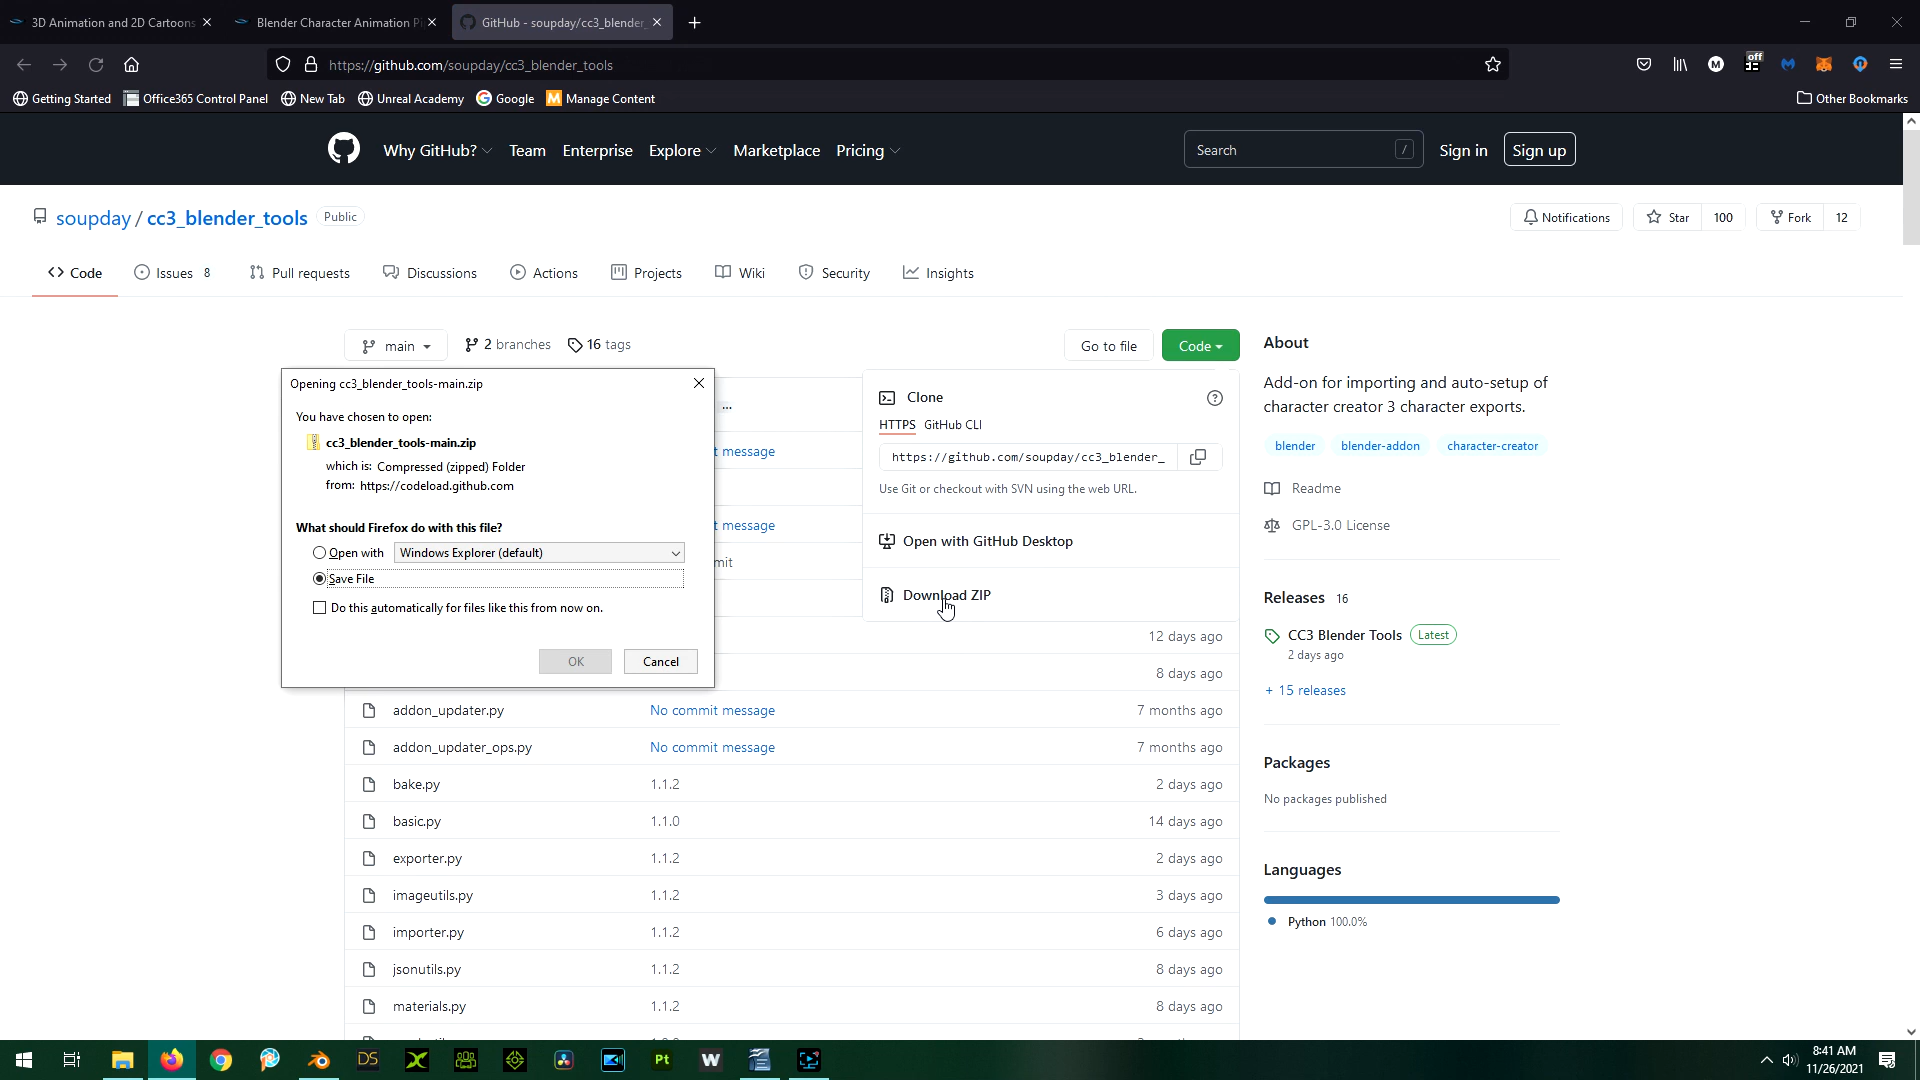 3D Animation and 2D Cartoons
Blender Character Animation Pi
GitHub - soupday/cc3_blender_
https://github.com/soupday/cc3_blender_tools
off
M
Getting Started
Office365 Control Panel
New Tab
Unreal Academy
Google
M Manage Content
Other Bookmarks
Why GitHub?
Team
Enterprise
Explore
Marketplace
Pricing
Search
/
Sign in
Sign up
soupday / cc3_blender_tools
Public
Notifications
Star 100
Fork 12
Code
Issues 8
Pull requests
Discussions
Actions
Projects
Wiki
Security
Insights
main
2 branches
16 tags
Go to file
Code
About
Add-on for importing and auto-setup of
character creator 3 character exports.
blender
blender-addon
character-creator
Readme
GPL-3.0 License
Releases 16
CC3 Blender Tools
Latest
2 days ago
+ 15 releases
Packages
No packages published
Languages
Python 100.0%
Clone
HTTPS
GitHub CLI
https://github.com/soupday/cc3_blender_
Use Git or checkout with SVN using the web URL.
Open with GitHub Desktop
Download ZIP
Opening cc3_blender_tools-main.zip
You have chosen to open:
cc3_blender_tools-main.zip
which is: Compressed (zipped) Folder
from: https://codeload.github.com
What should Firefox do with this file?
Open with
Windows Explorer (default)
Save File
Do this automatically for files like this from now on.
OK
Cancel
...
t message
t message
mit
12 days ago
8 days ago
addon_updater.py No commit message 7 months ago
addon_updater_ops.py No commit message 7 months ago
bake.py 1.1.2 2 days ago
basic.py 1.1.0 14 days ago
exporter.py 1.1.2 2 days ago
imageutils.py 1.1.2 3 days ago
importer.py 1.1.2 6 days ago
jsonutils.py 1.1.2 8 days ago
materials.py 1.1.2 8 days ago
DS
Pt
W
8:41 AM
11/26/2021